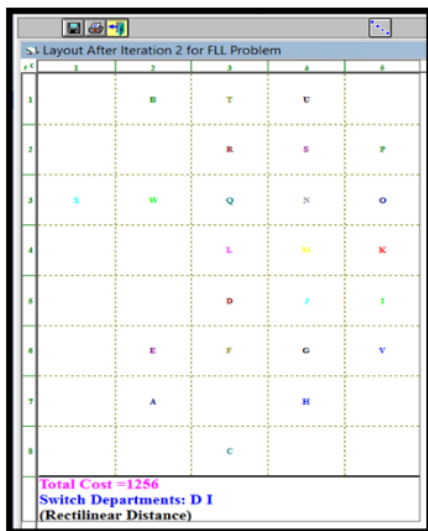 Layout After Iteration 2 for FLL Problem
r c 1 2 3 4 5
1 B T U
2 R S P
3 X W Q N O
4 L M K
5 D J I
6 E F G V
7 A H
8 C
Total Cost =1256
Switch Departments: D I
(Rectilinear Distance)